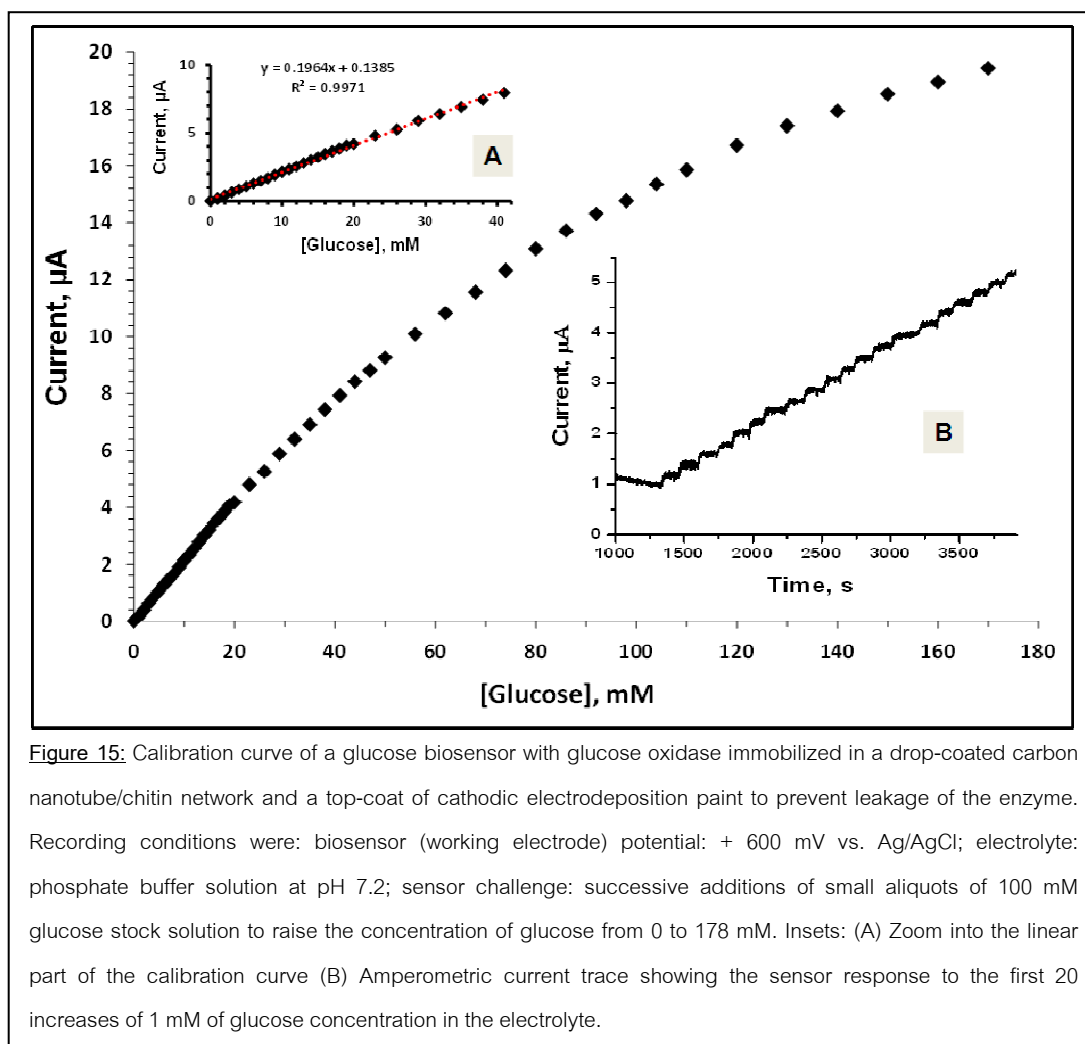 20
18
16
14
12
10
8
6
4
2
0
Current, µA
0 20 40 60 80 100 120 140 160 180
[Glucose], mM
y = 0.1964x + 0.1385
R² = 0.9971
10
5
0
Current, µA
A
0 10 20 30 40
[Glucose], mM
5
4
3
2
1
0
Current, µA
B
1000 1500 2000 2500 3000 3500
Time, s
Figure 15: Calibration curve of a glucose biosensor with glucose oxidase immobilized in a drop-coated carbon
nanotube/chitin network and a top-coat of cathodic electrodeposition paint to prevent leakage of the enzyme.
Recording conditions were: biosensor (working electrode) potential: + 600 mV vs. Ag/AgCl; electrolyte:
phosphate buffer solution at pH 7.2; sensor challenge: successive additions of small aliquots of 100 mM
glucose stock solution to raise the concentration of glucose from 0 to 178 mM. Insets: (A) Zoom into the linear
part of the calibration curve (B) Amperometric current trace showing the sensor response to the first 20
increases of 1 mM of glucose concentration in the electrolyte.